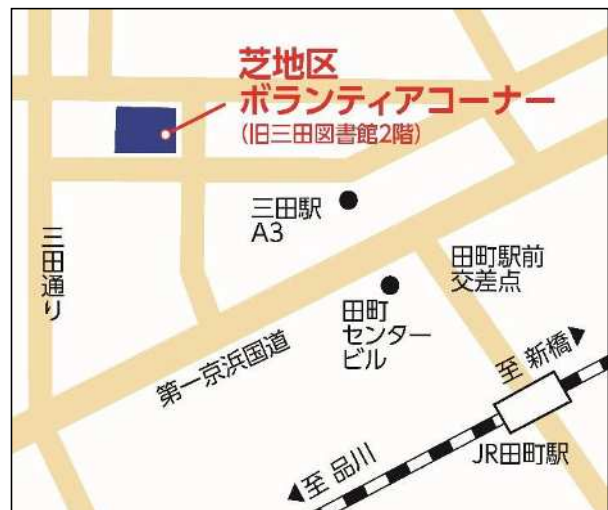 芝地区
ボランティアコーナー
(旧三田図書館2階)
三田駅
A3
三田通り
田町駅前
交差点
田町
センター
ビル
第一京浜国道
至 新橋▶
JR田町駅
◀至 品川